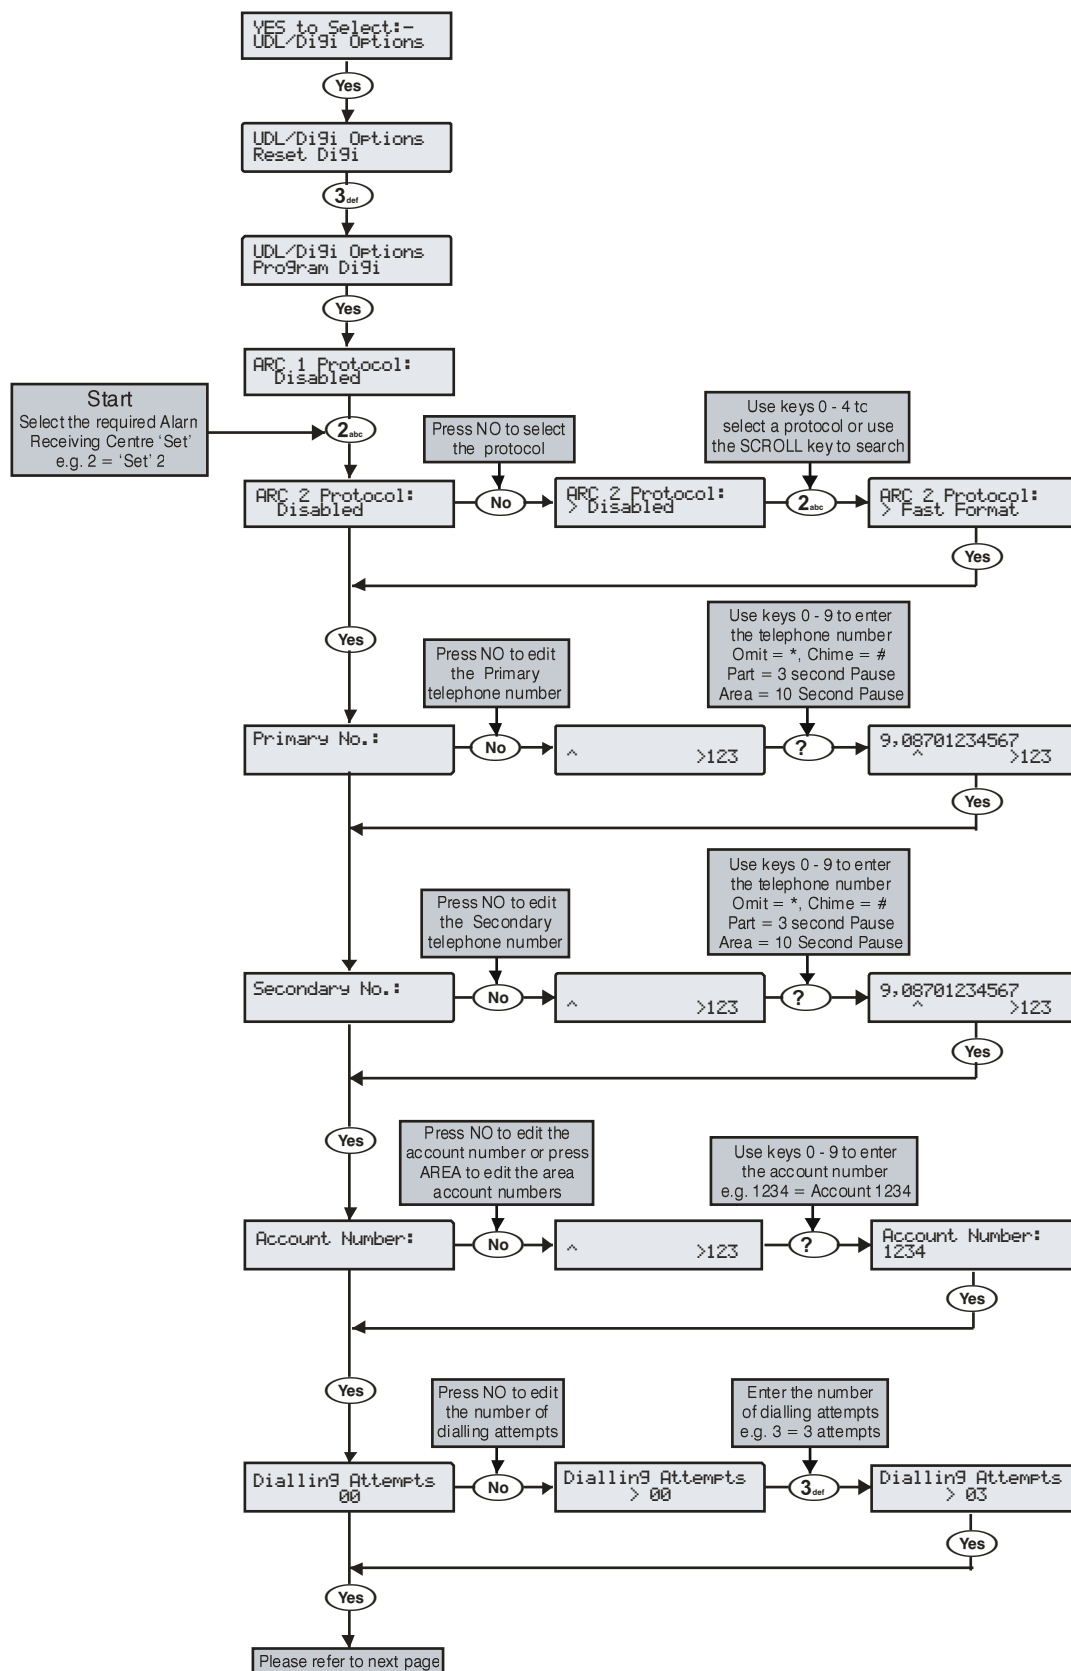 YES to Select:-
UDL/Digi Options
Yes
UDL/Digi Options
Reset Digi
3def
UDL/Digi Options
Program Digi
Yes
ARC 1 Protocol:
Disabled
Start
Select the required Alarn
Receiving Centre ‘Set’
e.g. 2 = ‘Set’ 2
2abc
Press NO to select
the protocol
Use keys 0 - 4 to
select a protocol or use
the SCROLL key to search
ARC 2 Protocol:
Disabled
No
ARC 2 Protocol:
> Disabled
2abc
ARC 2 Protocol:
> Fast Format
Yes
Yes
Press NO to edit
the Primary
telephone number
Use keys 0 - 9 to enter
the telephone number
Omit = *, Chime = #
Part = 3 second Pause
Area = 10 Second Pause
Primary No.:
No
^ >123
?
9,08701234567
^ >123
Yes
Press NO to edit
the Secondary
telephone number
Use keys 0 - 9 to enter
the telephone number
Omit = *, Chime = #
Part = 3 second Pause
Area = 10 Second Pause
Secondary No.:
No
^ >123
?
9,08701234567
^ >123
Yes
Yes
Press NO to edit the
account number or press
AREA to edit the area
account numbers
Use keys 0 - 9 to enter
the account number
e.g. 1234 = Account 1234
Account Number:
No
^ >123
?
Account Number:
1234
Yes
Yes
Press NO to edit
the number of
dialling attempts
Enter the number
of dialling attempts
e.g. 3 = 3 attempts
Dialling Attempts
00
No
Dialling Attempts
> 00
3def
Dialling Attempts
> 03
Yes
Yes
Please refer to next page